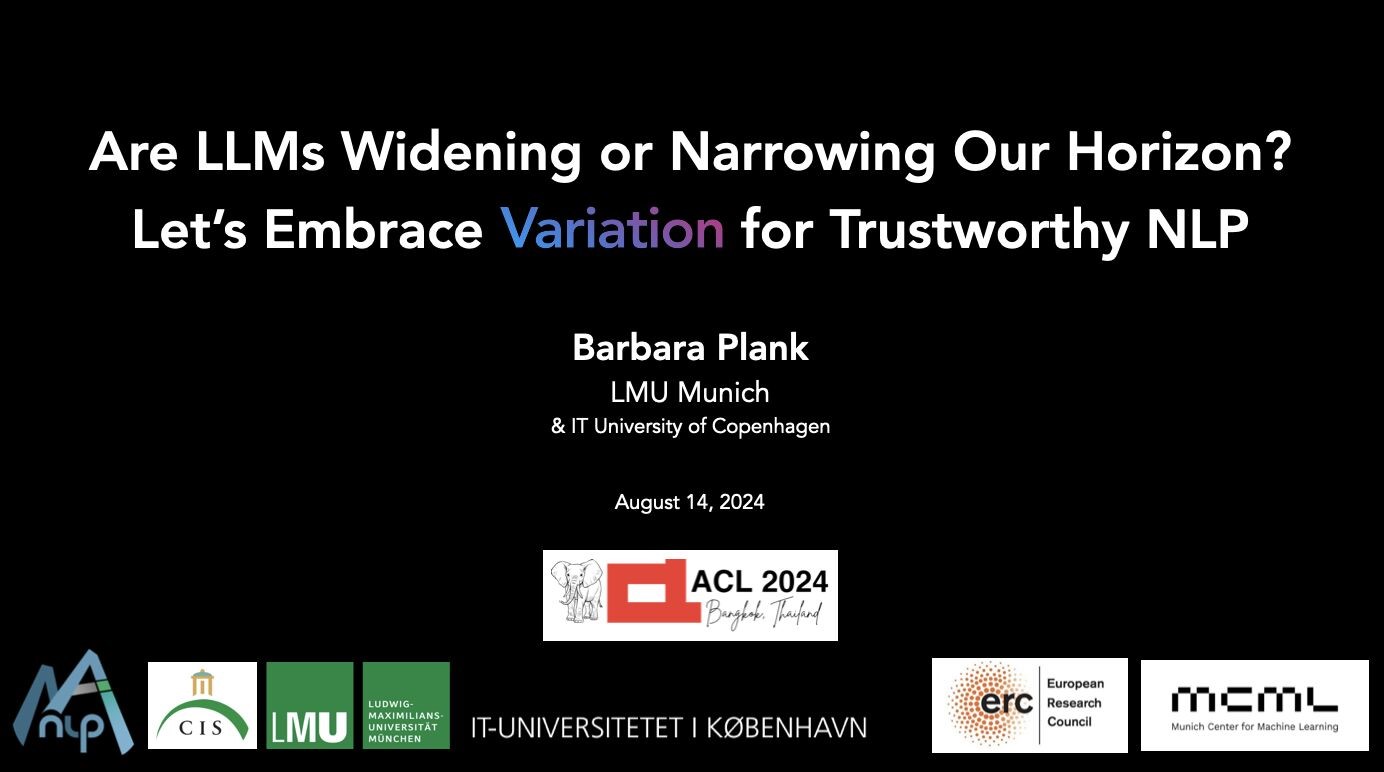 Are LLMs Widening or Narrowing Our Horizon?
Let's Embrace Variation for Trustworthy NLP
Barbara Plank
LMU Munich
& IT University of Copenhagen
August 14, 2024
ACL 2024
Bangkok, Thailand
nlp
CIS
LMU
LUDWIG-
MAXIMILIANS-
UNIVERSITÄT
MÜNCHEN
IT-UNIVERSITETET I KØBENHAVN
erc
European
Research
Council
mcmL
Munich Center for Machine Learning